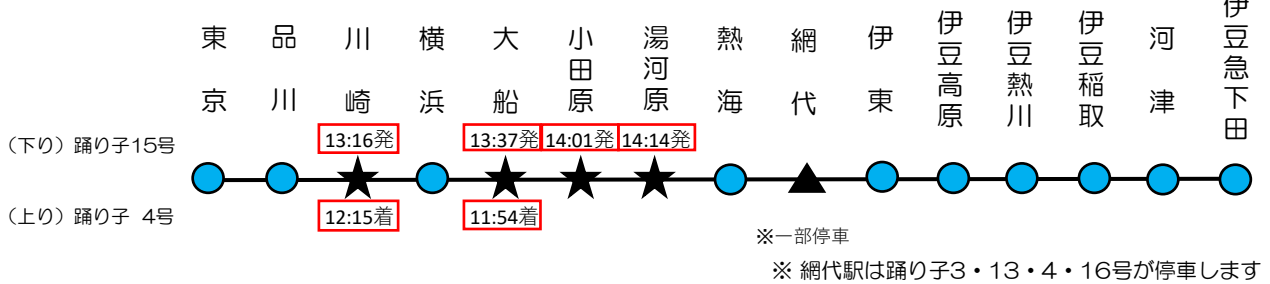 東京
品川
川崎
横浜
大船
小田原
湯河原
熱海
網代
伊東
伊豆高原
伊豆熱川
伊豆稲取
河津
伊豆急下田
(下り)踊り子15号
13:16発
13:37発
14:01発
14:14発
(上り)踊り子 4号
12:15着
11:54着
※一部停車
※ 網代駅は踊り子3・13・4・16号が停車します